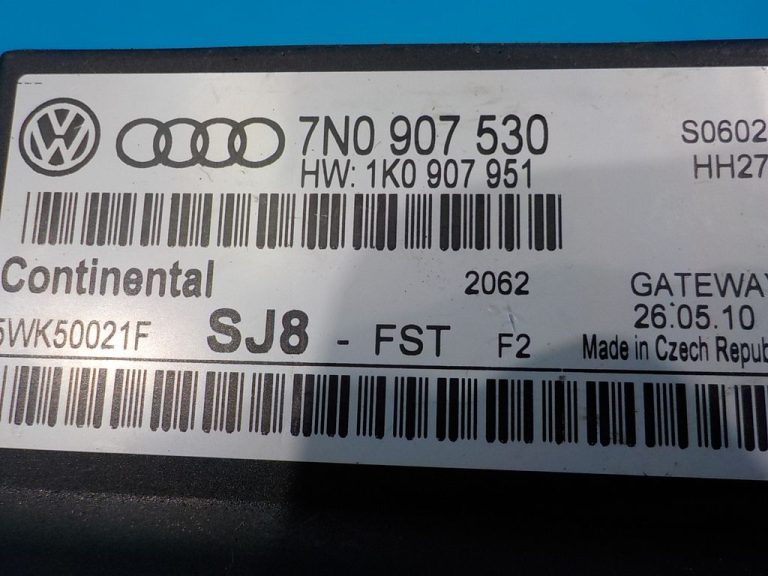 VW 7N0 907 530 S0602
HW: 1K0 907 951 HH27
Continental 2062 GATEWAY
5WK50021F SJ8 - FST F2 26.05.10
Made in Czech Repub